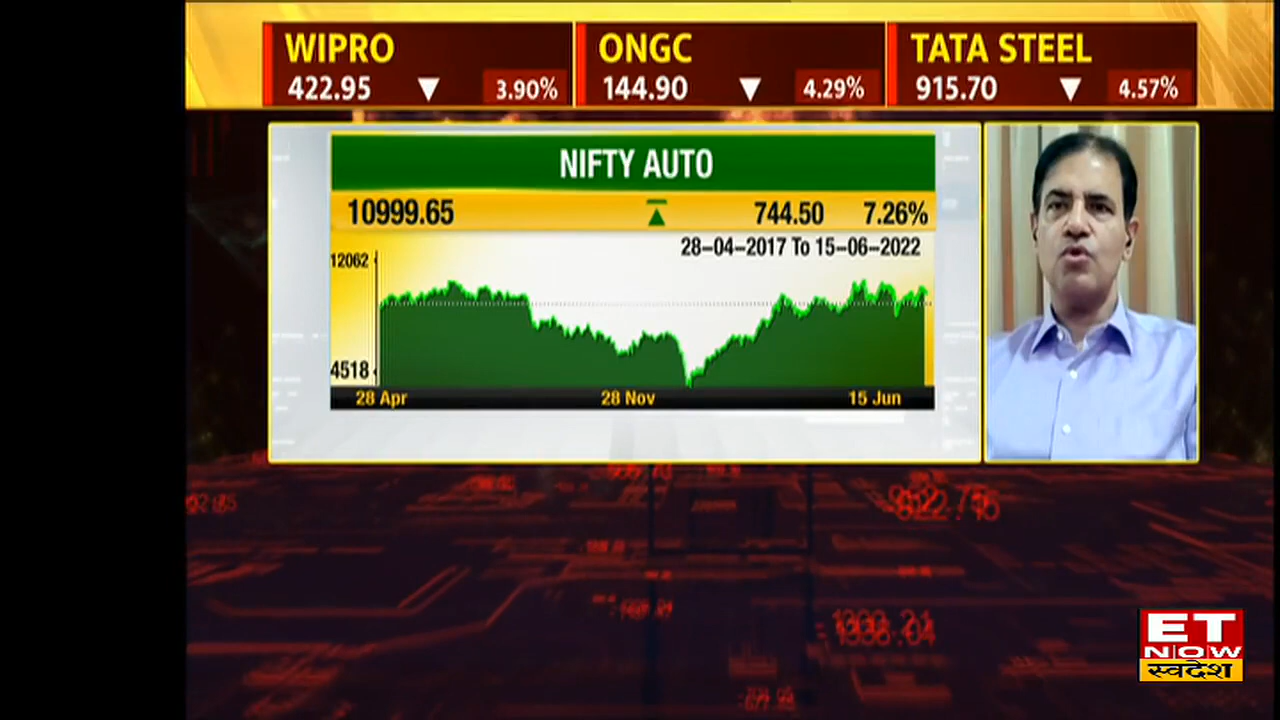 WIPRO
422.95 ▼ 3.90%
ONGC
144.90 ▼ 4.29%
TATA STEEL
915.70 ▼ 4.57%
NIFTY AUTO
10999.65 ▲ 744.50 7.26%
28-04-2017 To 15-06-2022
12062
4518
28 Apr 28 Nov 15 Jun
ET
NOW
स्वदेश